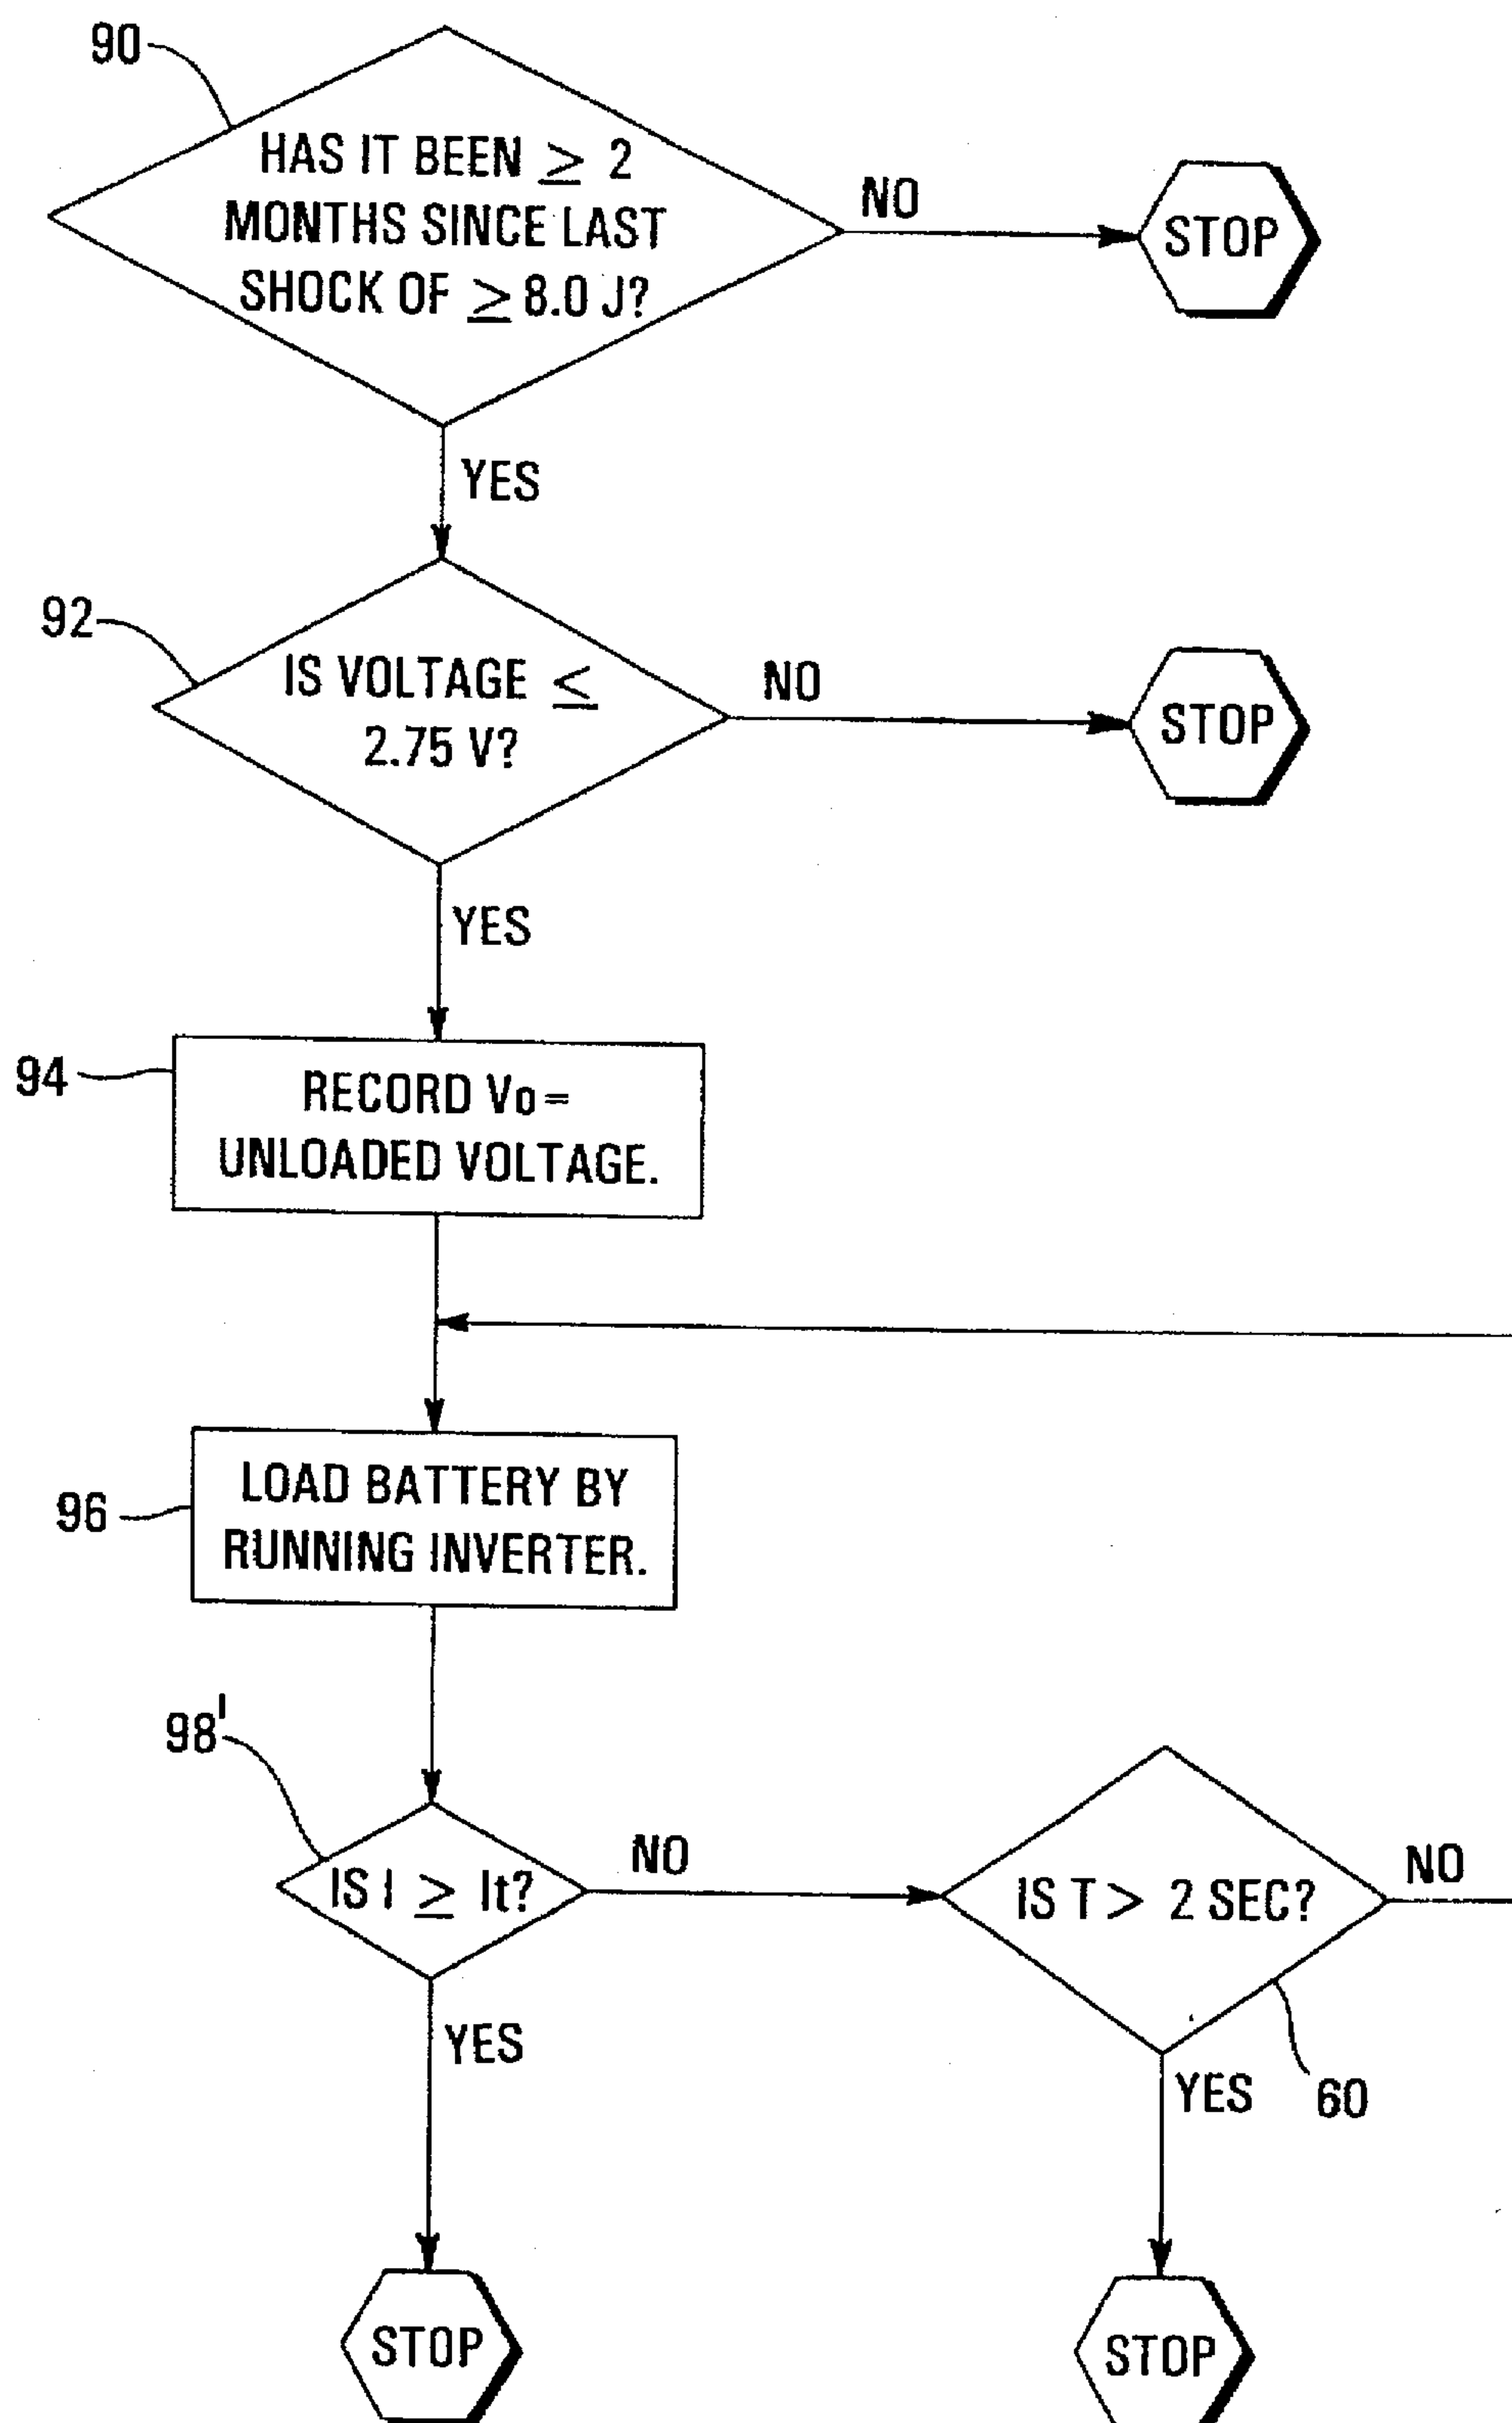 90
HAS IT BEEN ≥ 2
MONTHS SINCE LAST
SHOCK OF ≥ 8.0 J?
NO
STOP
YES
92
IS VOLTAGE ≤
2.75 V?
NO
STOP
YES
94
RECORD Vo =
UNLOADED VOLTAGE.
96
LOAD BATTERY BY
RUNNING INVERTER.
98'
IS I ≥ It?
NO
IS T > 2 SEC?
NO
YES
YES
60
STOP
STOP